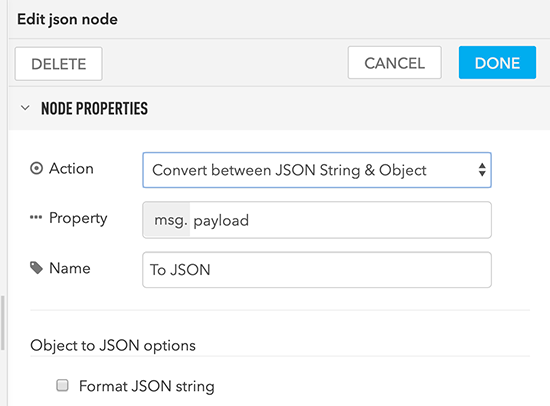 Edit json node
DELETE CANCEL DONE
NODE PROPERTIES
Action Convert between JSON String & Object
Property msg. payload
Name To JSON
Object to JSON options
Format JSON string